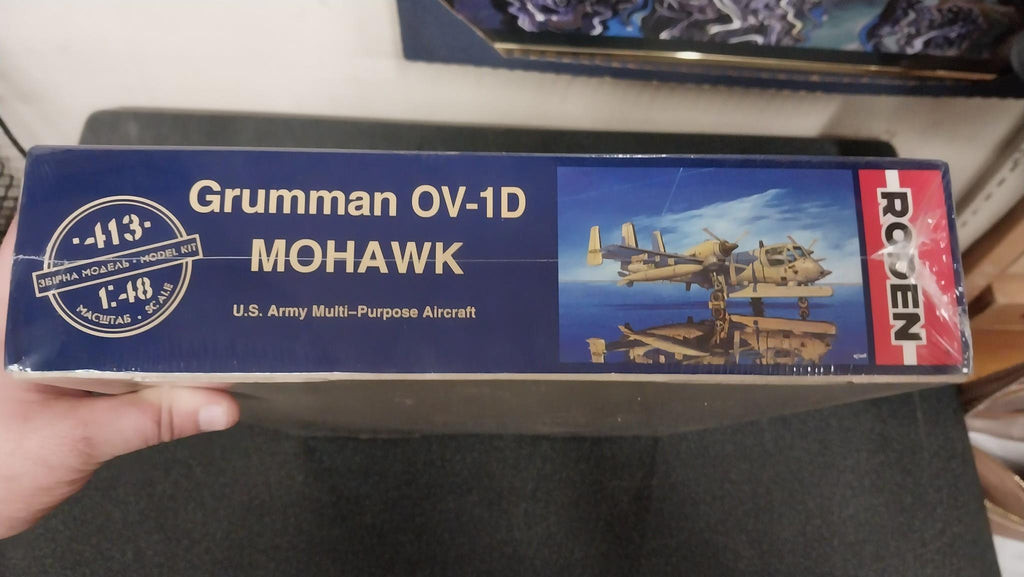 ·413·
ЗБІРНА МОДЕЛЬ · MODEL KIT
1:48
МАСШТАБ · SCALE
Grumman OV-1D
MOHAWK
U.S. Army Multi-Purpose Aircraft
RODEN